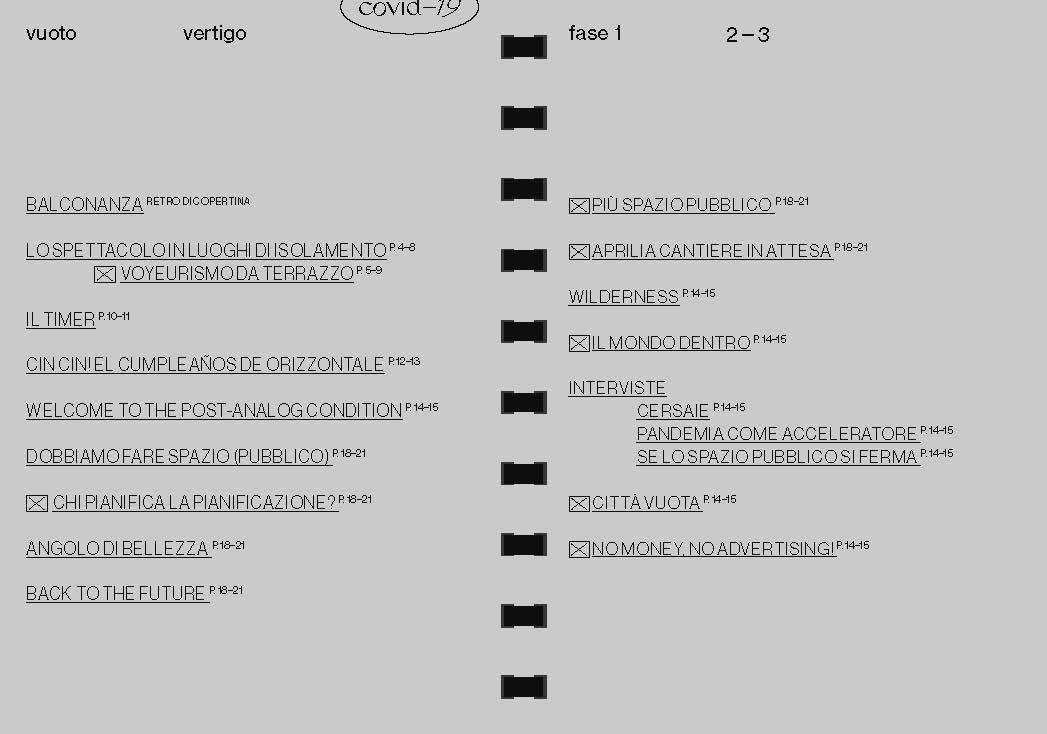 covid–19
vuoto vertigo
fase 1 2–3
BALCONANZA RETRO DI COPERTINA
LO SPETTACOLO IN LUOGHI DI ISOLAMENTO P. 4–8
VOYEURISMO DA TERRAZZO P. 5–9
IL TIMER P. 10–11
CIN CIN! EL CUMPLEAÑOS DE ORIZZONTALE P. 12–13
WELCOME TO THE POST-ANALOG CONDITION P. 14–15
DOBBIAMO FARE SPAZIO (PUBBLICO) P. 18–21
CHI PIANIFICA LA PIANIFICAZIONE? P. 18–21
ANGOLO DI BELLEZZA P. 18–21
BACK TO THE FUTURE P. 18–21
PIÙ SPAZIO PUBBLICO P. 18–21
APRILIA CANTIERE IN ATTESA P. 18–21
WILDERNESS P. 14–15
IL MONDO DENTRO P. 14–15
INTERVISTE
CERSAIE P. 14–15
PANDEMIA COME ACCELERATORE P. 14–15
SE LO SPAZIO PUBBLICO SI FERMA P. 14–15
CITTÀ VUOTA P. 14–15
NO MONEY, NO ADVERTISING! P. 14–15